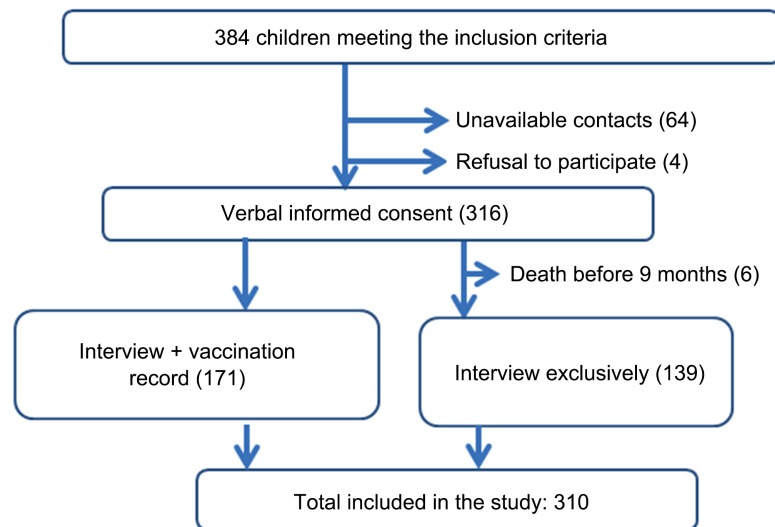 384 children meeting the inclusion criteria
Unavailable contacts (64)
Refusal to participate (4)
Verbal informed consent (316)
Death before 9 months (6)
Interview + vaccination
record (171)
Interview exclusively (139)
Total included in the study: 310